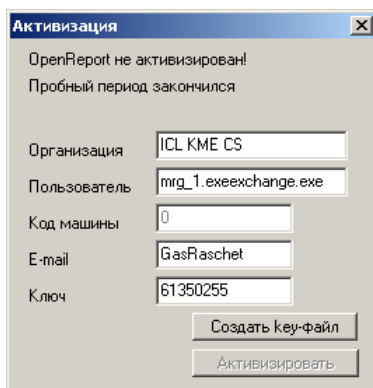 Активизация
OpenReport не активизирован!
Пробный период закончился
Организация ICL KME CS
Пользователь mrg_1.exeexchange.exe
Код машины 0
E-mail GasRaschet
Ключ 61350255
Создать key-файл
Активизировать